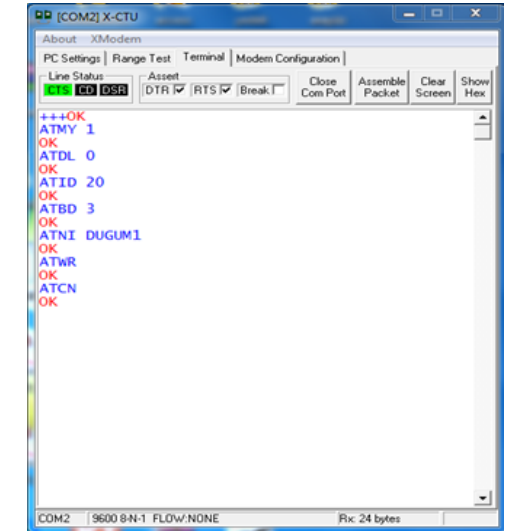 [COM2] X-CTU
About XModem
PC Settings Range Test Terminal Modem Configuration
Line Status Assert
CTS CD DSR DTR RTS Break Close Com Port Assemble Packet Clear Screen Show Hex
+++OK
ATMY 1
OK
ATDL 0
OK
ATID 20
OK
ATBD 3
OK
ATNI DUGUM1
OK
ATWR
OK
ATCN
OK
COM2 9600 8-N-1 FLOW:NONE Rx: 24 bytes